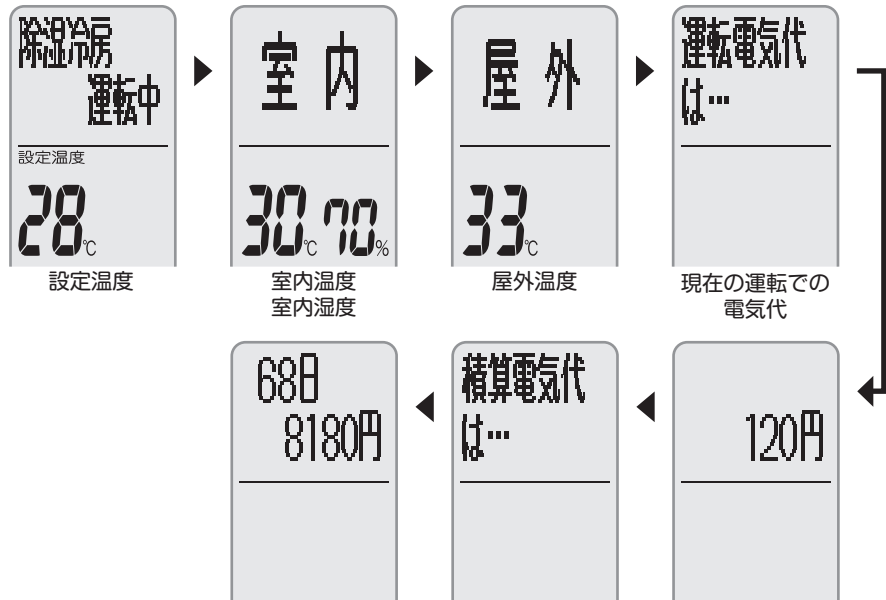 除湿冷房
運転中
設定温度
28℃
設定温度
室内
30℃ 70%
室内温度
室内湿度
屋外
33℃
屋外温度
運転電気代
は…
現在の運転での
電気代
120円
積算電気代
は…
68日
8180円